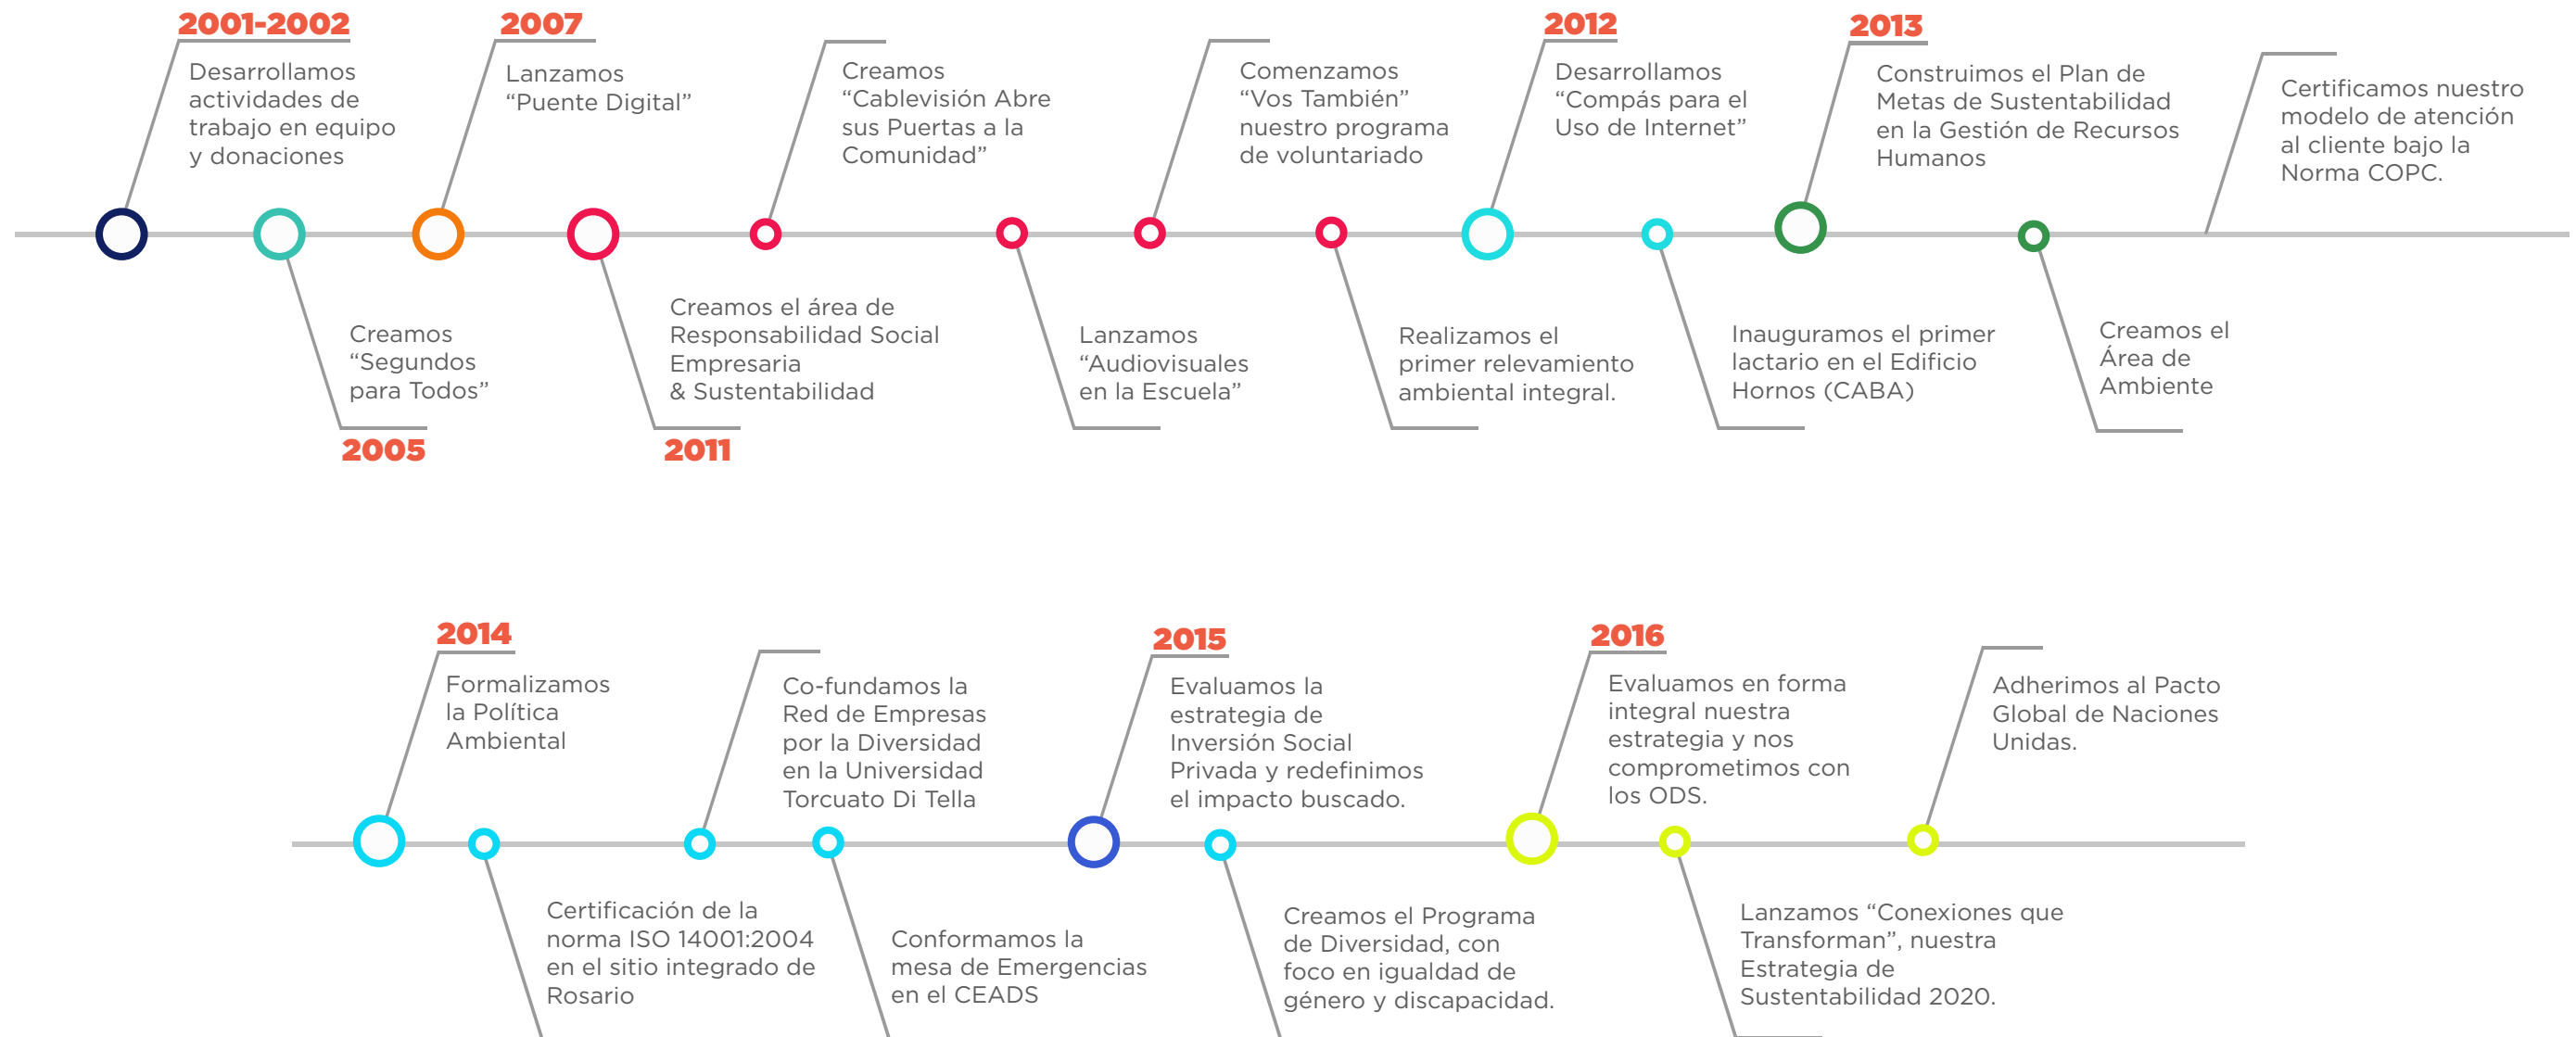 2001-2002
Desarrollamos
actividades de
trabajo en equipo
y donaciones
Creamos
“Segundos
para Todos”
2005
2007
Lanzamos
“Puente Digital”
Creamos el área de
Responsabilidad Social
Empresaria
& Sustentabilidad
2011
Creamos
“Cablevisión Abre
sus Puertas a la
Comunidad”
Lanzamos
“Audiovisuales
en la Escuela”
Comenzamos
“Vos También”
nuestro programa
de voluntariado
Realizamos el
primer relevamiento
ambiental integral.
2012
Desarrollamos
“Compás para el
Uso de Internet”
Inauguramos el primer
lactario en el Edificio
Hornos (CABA)
2013
Construimos el Plan de
Metas de Sustentabilidad
en la Gestión de Recursos
Humanos
Creamos el
Área de
Ambiente
Certificamos nuestro
modelo de atención
al cliente bajo la
Norma COPC.
2014
Formalizamos
la Política
Ambiental
Certificación de la
norma ISO 14001:2004
en el sitio integrado de
Rosario
Co-fundamos la
Red de Empresas
por la Diversidad
en la Universidad
Torcuato Di Tella
Conformamos la
mesa de Emergencias
en el CEADS
2015
Evaluamos la
estrategia de
Inversión Social
Privada y redefinimos
el impacto buscado.
Creamos el Programa
de Diversidad, con
foco en igualdad de
género y discapacidad.
2016
Evaluamos en forma
integral nuestra
estrategia y nos
comprometimos con
los ODS.
Lanzamos “Conexiones que
Transforman”, nuestra
Estrategia de
Sustentabilidad 2020.
Adherimos al Pacto
Global de Naciones
Unidas.